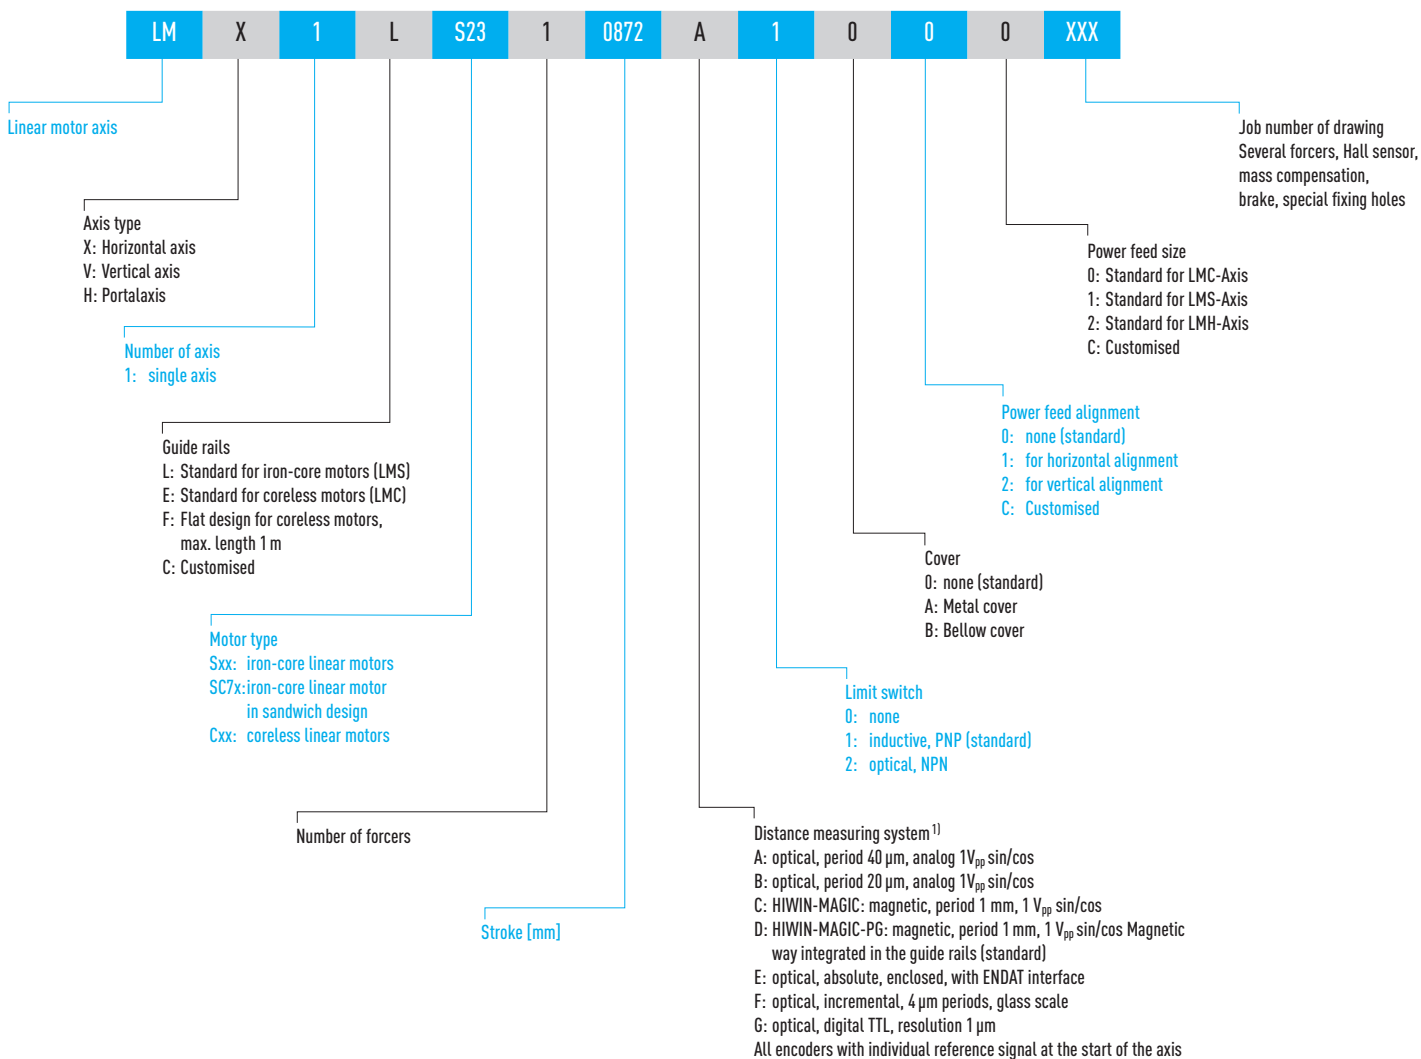 LM X 1 L S23 1 0872 A 1 0 0 0 XXX
Linear motor axis
Job number of drawing
Several forcers, Hall sensor,
mass compensation,
brake, special fixing holes
Axis type
X: Horizontal axis
V: Vertical axis
H: Portalaxis
Power feed size
0: Standard for LMC-Axis
1: Standard for LMS-Axis
2: Standard for LMH-Axis
C: Customised
Number of axis
1: single axis
Power feed alignment
0: none (standard)
1: for horizontal alignment
2: for vertical alignment
C: Customised
Guide rails
L: Standard for iron-core motors (LMS)
E: Standard for coreless motors (LMC)
F: Flat design for coreless motors,
max. length 1 m
C: Customised
Cover
0: none (standard)
A: Metal cover
B: Bellow cover
Motor type
Sxx: iron-core linear motors
SC7x: iron-core linear motor
in sandwich design
Cxx: coreless linear motors
Limit switch
0: none
1: inductive, PNP (standard)
2: optical, NPN
Number of forcers
Distance measuring system 1)
A: optical, period 40 µm, analog 1Vpp sin/cos
B: optical, period 20 µm, analog 1Vpp sin/cos
C: HIWIN-MAGIC: magnetic, period 1 mm, 1 Vpp sin/cos
D: HIWIN-MAGIC-PG: magnetic, period 1 mm, 1 Vpp sin/cos Magnetic
way integrated in the guide rails (standard)
E: optical, absolute, enclosed, with ENDAT interface
F: optical, incremental, 4 µm periods, glass scale
G: optical, digital TTL, resolution 1 µm
All encoders with individual reference signal at the start of the axis
Stroke [mm]